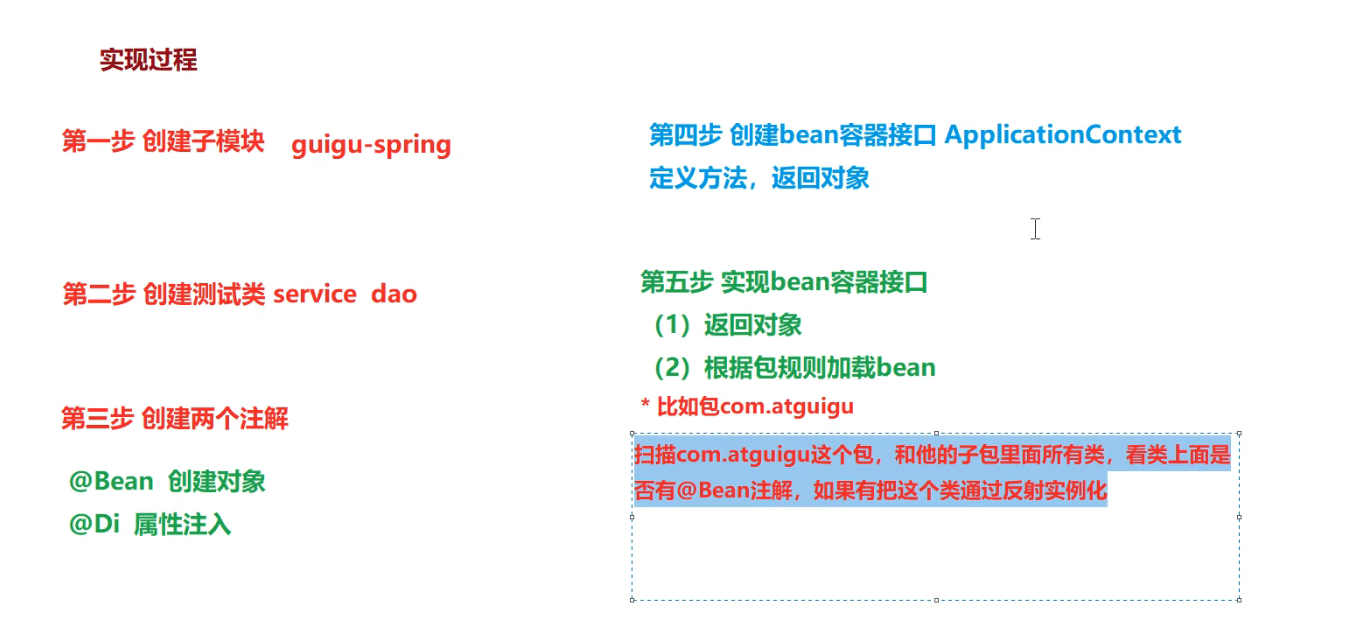 实现过程
第一步 创建子模块 guigu-spring
第二步 创建测试类 service dao
第三步 创建两个注解
@Bean 创建对象
@Di 属性注入
第四步 创建bean容器接口 ApplicationContext
定义方法，返回对象
第五步 实现bean容器接口
（1）返回对象
（2）根据包规则加载bean
* 比如包com.atguigu
扫描com.atguigu这个包，和他的子包里面所有类，看类上面是
否有@Bean注解，如果有把这个类通过反射实例化